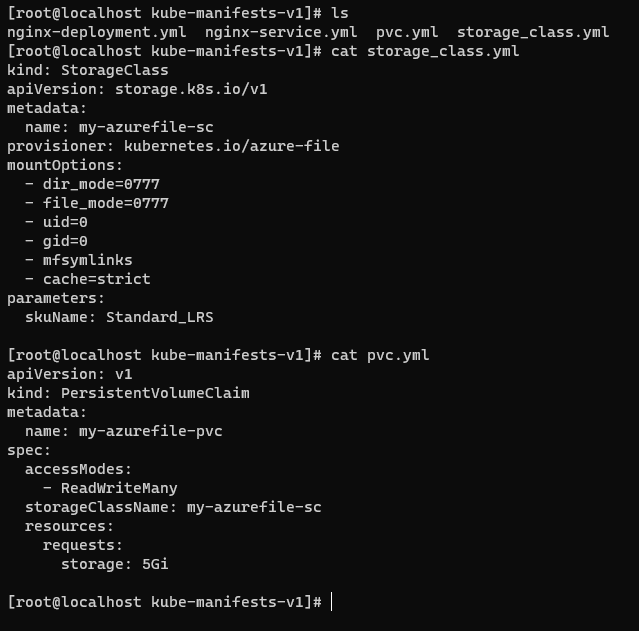 [root@localhost kube-manifests-v1]# ls
nginx-deployment.yml  nginx-service.yml  pvc.yml  storage_class.yml
[root@localhost kube-manifests-v1]# cat storage_class.yml
kind: StorageClass
apiVersion: storage.k8s.io/v1
metadata:
  name: my-azurefile-sc
provisioner: kubernetes.io/azure-file
mountOptions:
  - dir_mode=0777
  - file_mode=0777
  - uid=0
  - gid=0
  - mfsymlinks
  - cache=strict
parameters:
  skuName: Standard_LRS

[root@localhost kube-manifests-v1]# cat pvc.yml
apiVersion: v1
kind: PersistentVolumeClaim
metadata:
  name: my-azurefile-pvc
spec:
  accessModes:
    - ReadWriteMany
  storageClassName: my-azurefile-sc
  resources:
    requests:
      storage: 5Gi

[root@localhost kube-manifests-v1]#